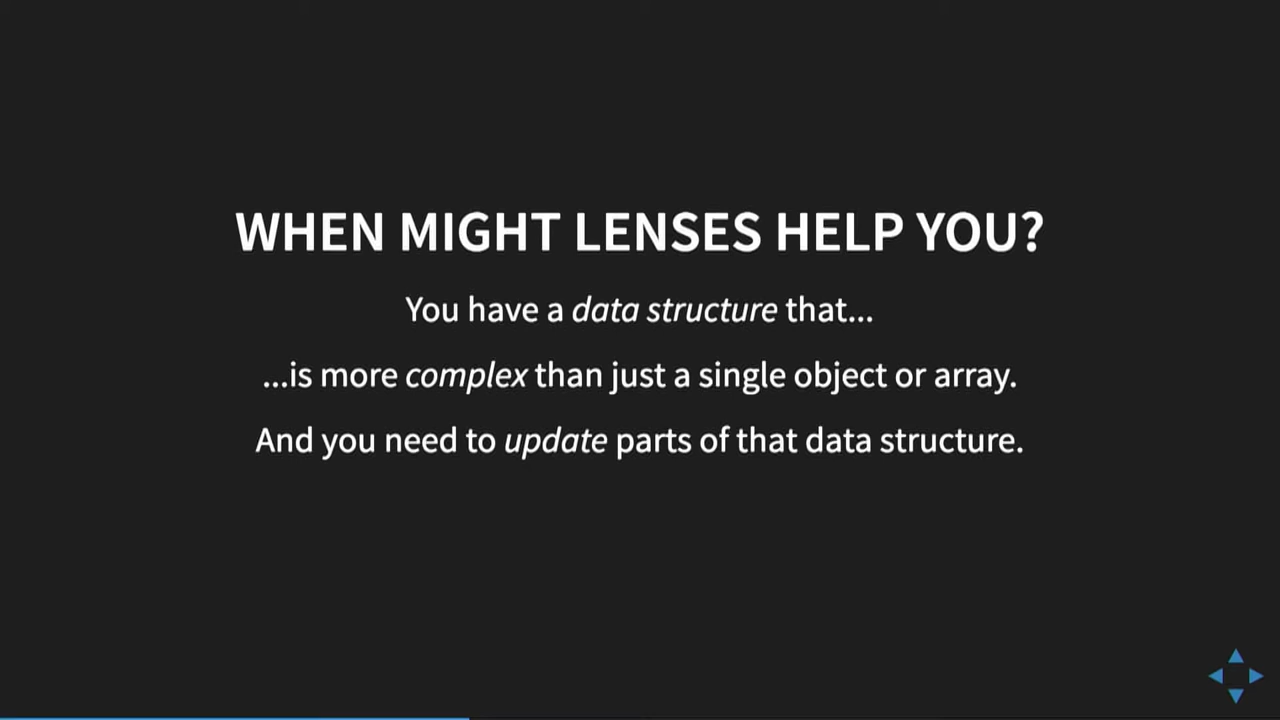 WHEN MIGHT LENSES HELP YOU?
You have a data structure that...
...is more complex than just a single object or array.
And you need to update parts of that data structure.